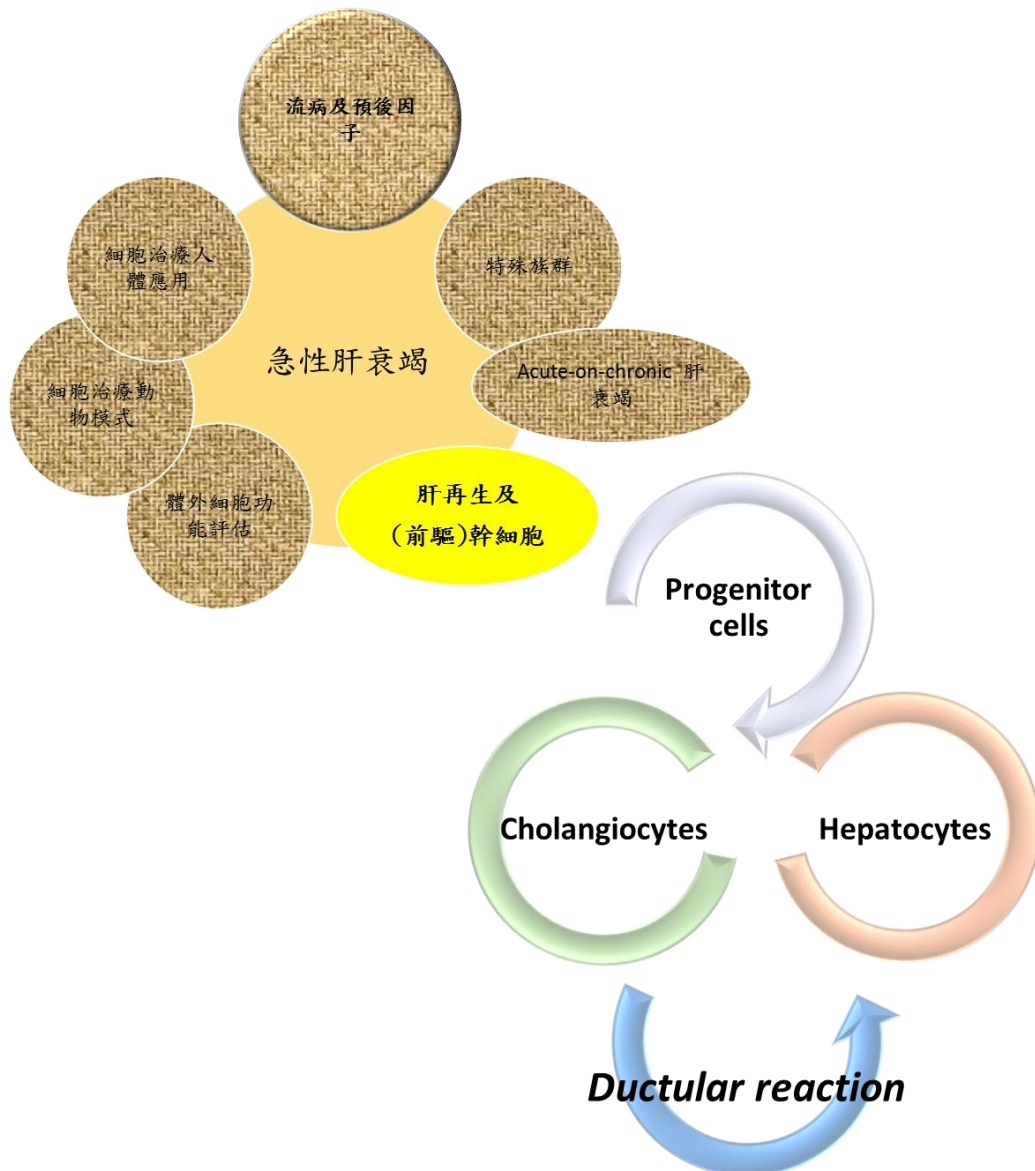 流病及預後因
子
細胞治療人
體應用
特殊族群
急性肝衰竭
Acute-on-chronic 肝
衰竭
細胞治療動
物模式
體外細胞功
能評估
肝再生及
(前驅)幹細胞
Progenitor
cells
Cholangiocytes
Hepatocytes
Ductular reaction